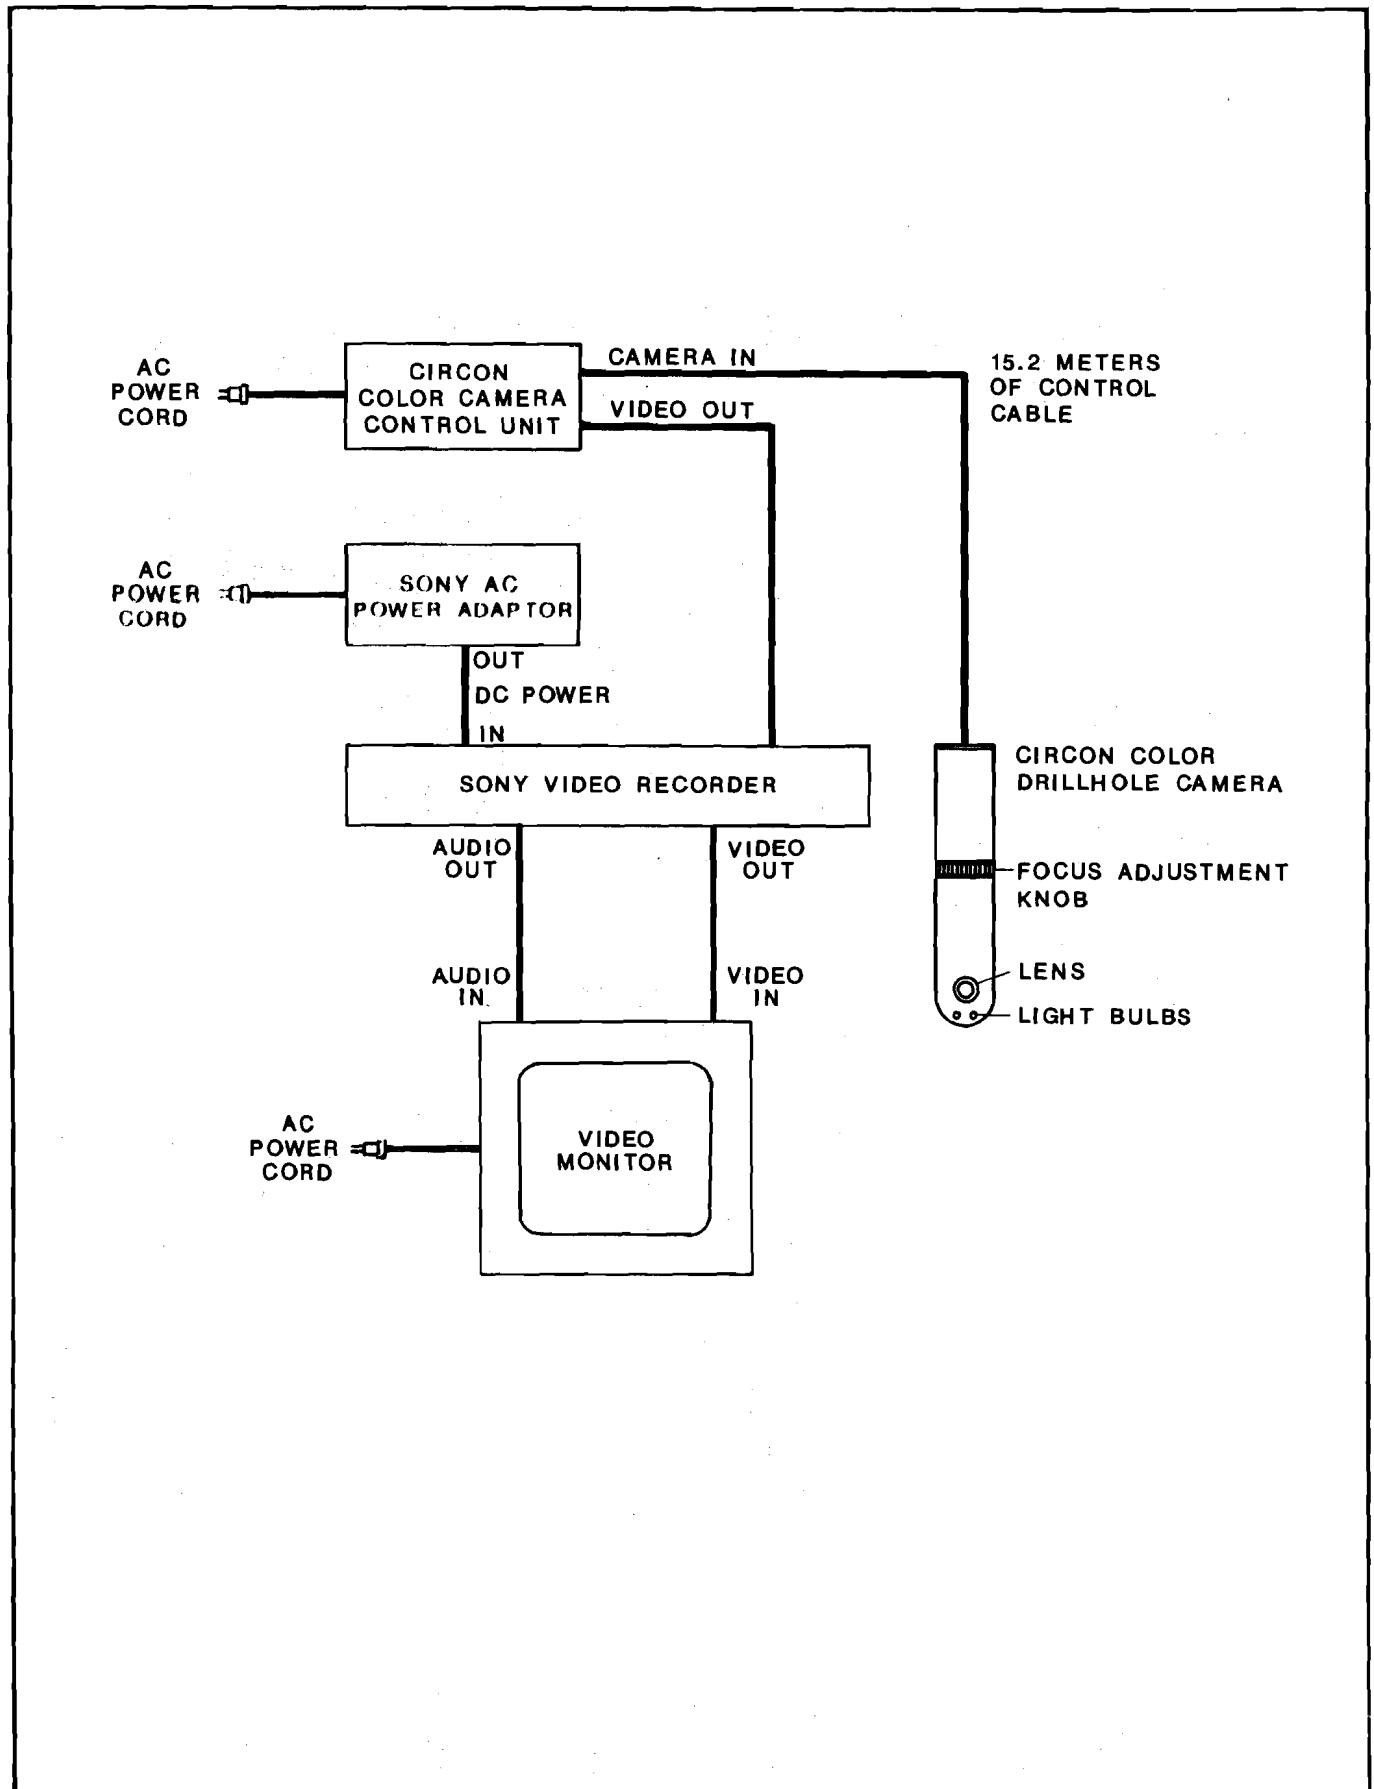 AC
POWER
CORD
CIRCON
COLOR CAMERA
CONTROL UNIT
CAMERA IN
VIDEO OUT
15.2 METERS
OF CONTROL
CABLE
AC
POWER
CORD
SONY AC
POWER ADAPTOR
OUT
DC POWER
IN
SONY VIDEO RECORDER
CIRCON COLOR
DRILLHOLE CAMERA
AUDIO
OUT
VIDEO
OUT
FOCUS ADJUSTMENT
KNOB
AUDIO
IN
VIDEO
IN
LENS
LIGHT BULBS
AC
POWER
CORD
VIDEO
MONITOR